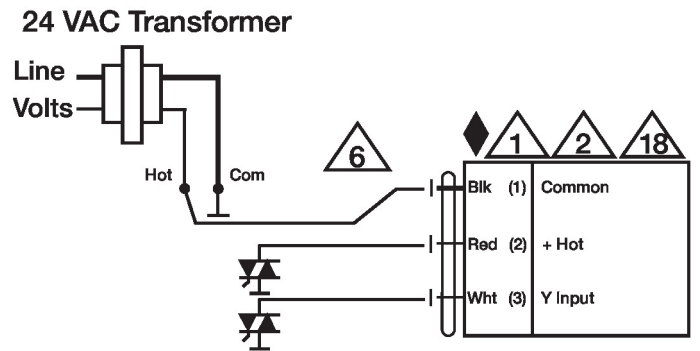 24 VAC Transformer
Line
Volts
Hot
Com
6
1
2
18
Blk (1) Common
Red (2) + Hot
Wht (3) Y Input